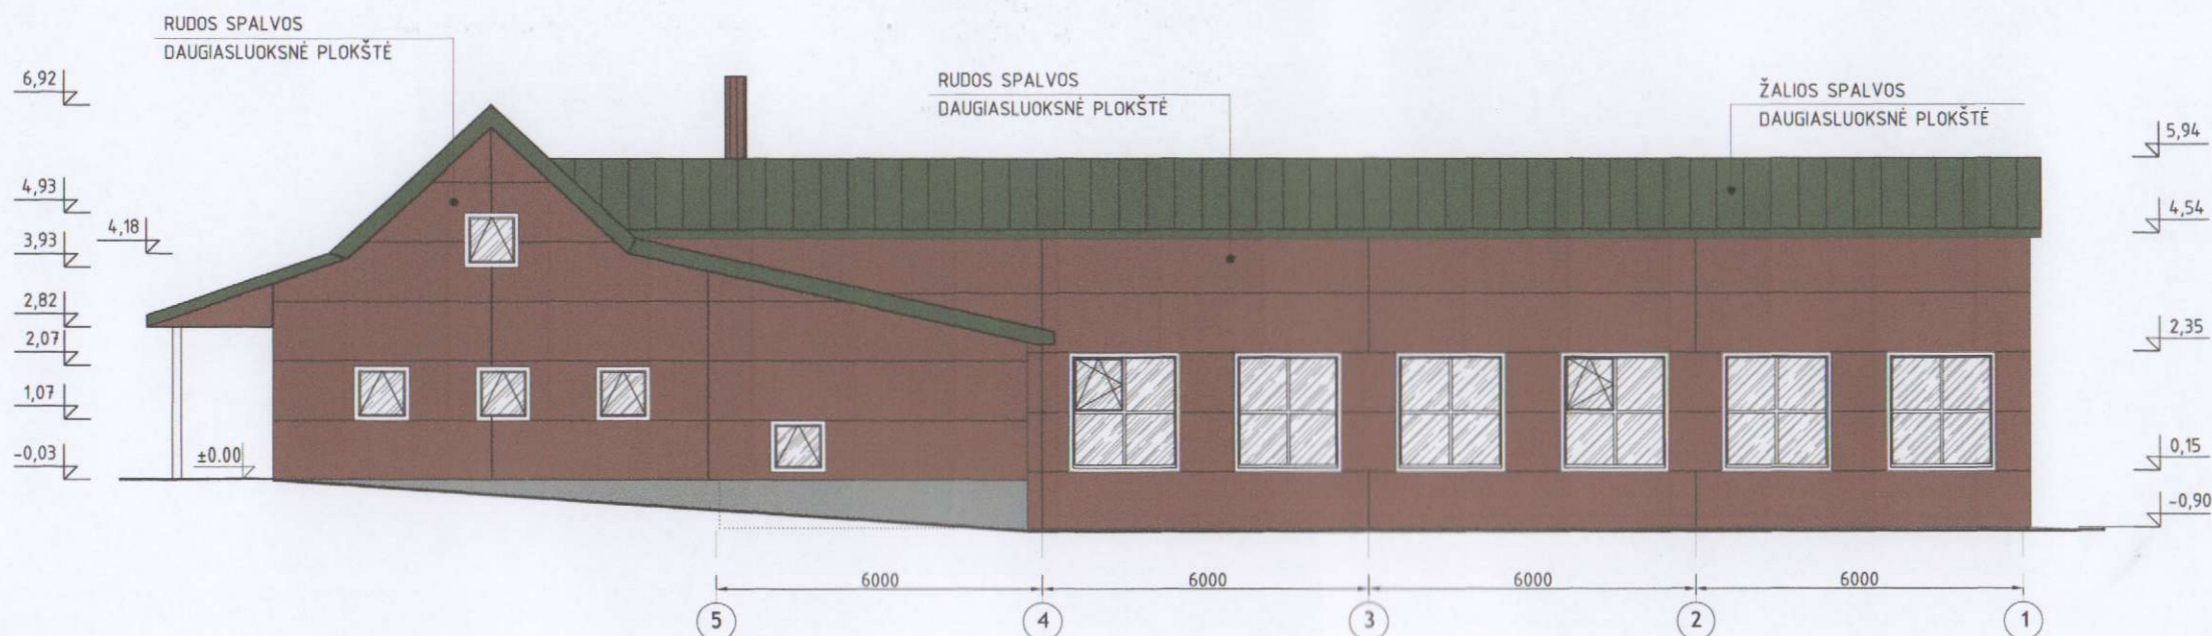 RUDOS SPALVOS
DAUGIASLUOKSNĖ PLOKŠTĖ
RUDOS SPALVOS
DAUGIASLUOKSNĖ PLOKŠTĖ
ŽALIOS SPALVOS
DAUGIASLUOKSNĖ PLOKŠTĖ
6,92
4,93
4,18
3,93
2,82
2,07
1,07
-0,03
±0.00
5,94
4,54
2,35
0,15
-0,90
6000 6000 6000 6000
5 4 3 2 1